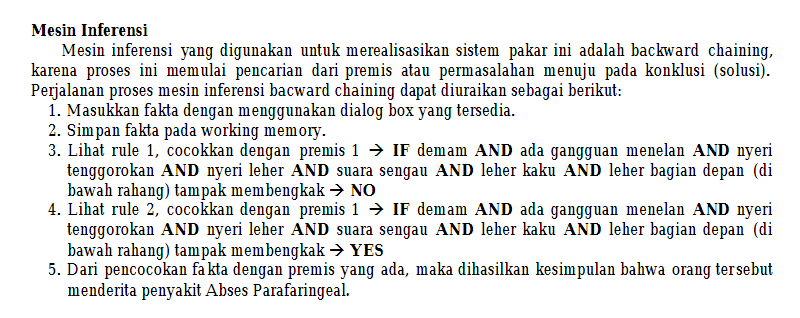 Mesin Inferensi
Mesin inferensi yang digunakan untuk merealisasikan sistem pakar ini adalah backward chaining,
karena proses ini memulai pencarian dari premis atau permasalahan menuju pada konklusi (solusi).
Perjalanan proses mesin inferensi bacward chaining dapat diuraikan sebagai berikut:
1. Masukkan fakta dengan menggunakan dialog box yang tersedia.
2. Simpan fakta pada working memory.
3. Lihat rule 1, cocokkan dengan premis 1 → IF demam AND ada gangguan menelan AND nyeri
tenggorokan AND nyeri leher AND suara sengau AND leher kaku AND leher bagian depan (di
bawah rahang) tampak membengkak → NO
4. Lihat rule 2, cocokkan dengan premis 1 → IF demam AND ada gangguan menelan AND nyeri
tenggorokan AND nyeri leher AND suara sengau AND leher kaku AND leher bagian depan (di
bawah rahang) tampak membengkak → YES
5. Dari pencocokan fakta dengan premis yang ada, maka dihasilkan kesimpulan bahwa orang tersebut
menderita penyakit Abses Parafaringeal.